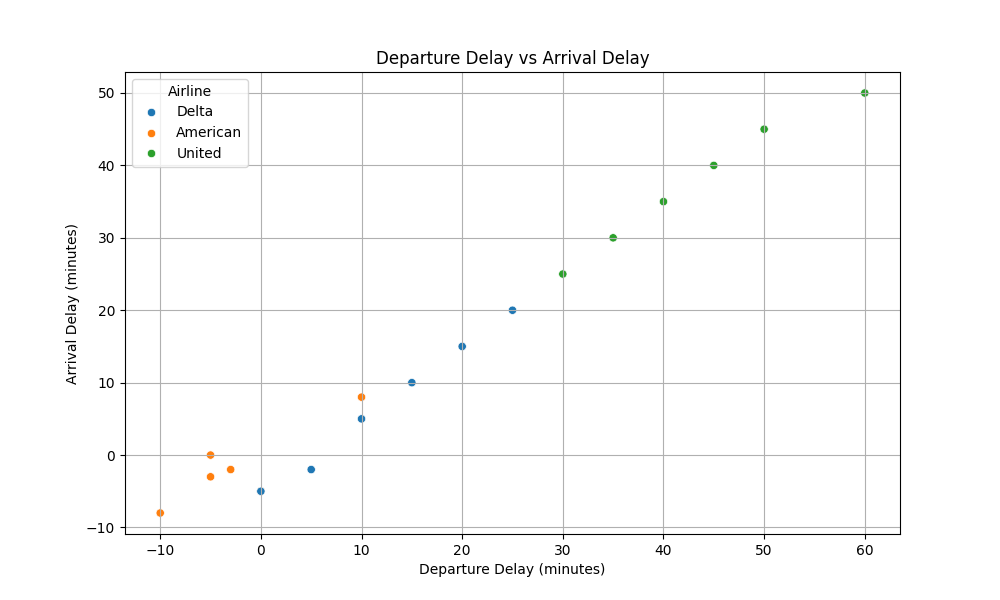 Departure Delay vs Arrival Delay
Airline
Delta
American
United
50
40
30
20
10
0
−10
Arrival Delay (minutes)
−10 0 10 20 30 40 50 60
Departure Delay (minutes)